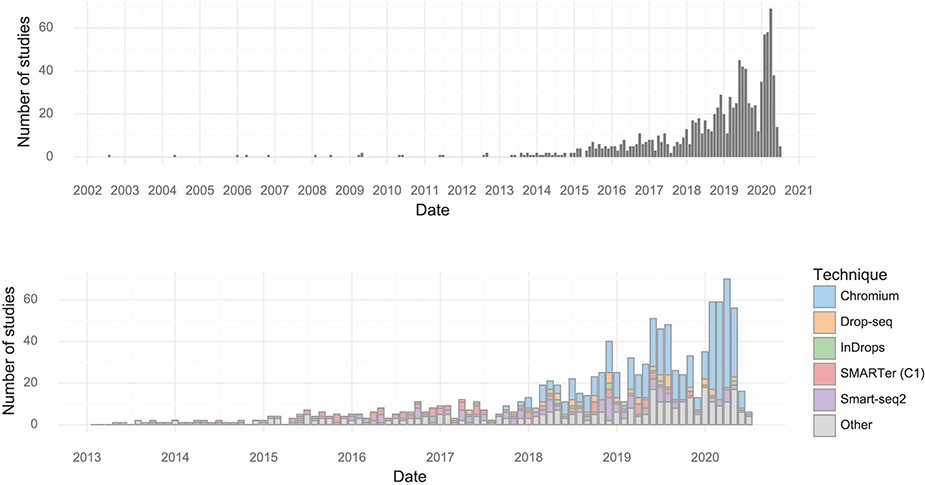 Number of studies
60
40
20
0
2002 2003 2004 2005 2006 2007 2008 2009 2010 2011 2012 2013 2014 2015 2016 2017 2018 2019 2020 2021
Date
Number of studies
60
40
20
0
2013 2014 2015 2016 2017 2018 2019 2020
Date
Technique
Chromium
Drop-seq
InDrops
SMARTer (C1)
Smart-seq2
Other